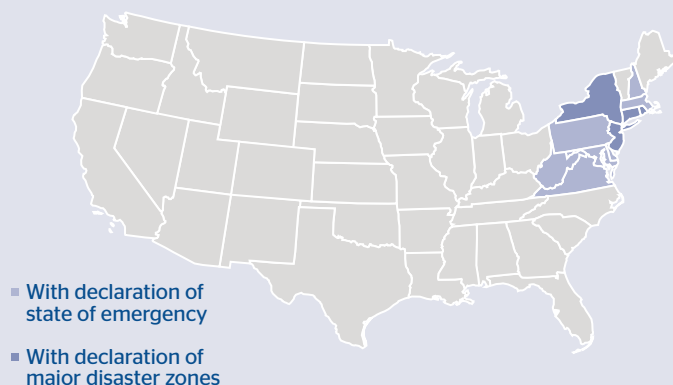 With declaration of
state of emergency
With declaration of
major disaster zones